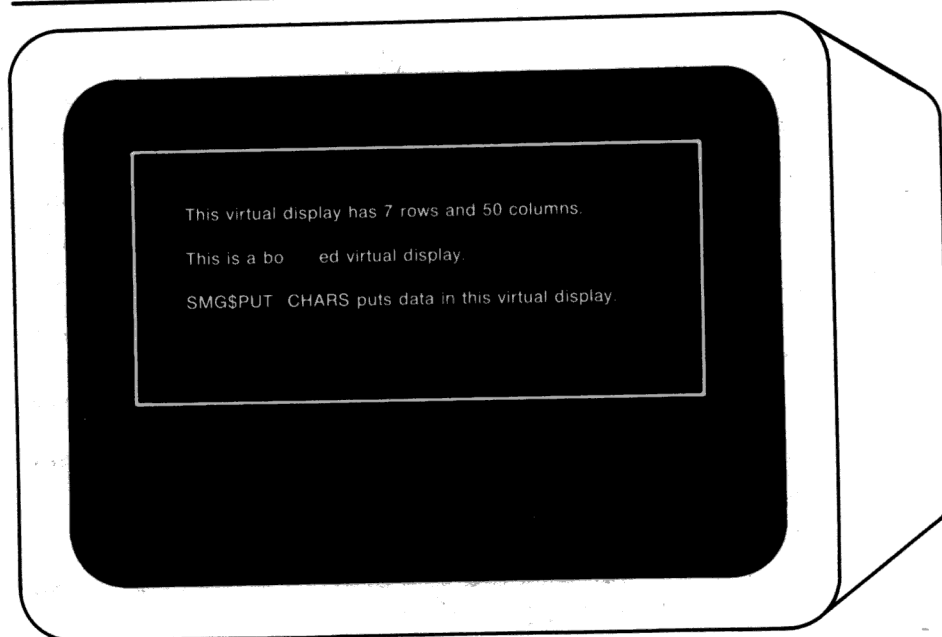 This virtual display has 7 rows and 50 columns.
This is a bo ed virtual display.
SMG$PUT CHARS puts data in this virtual display.